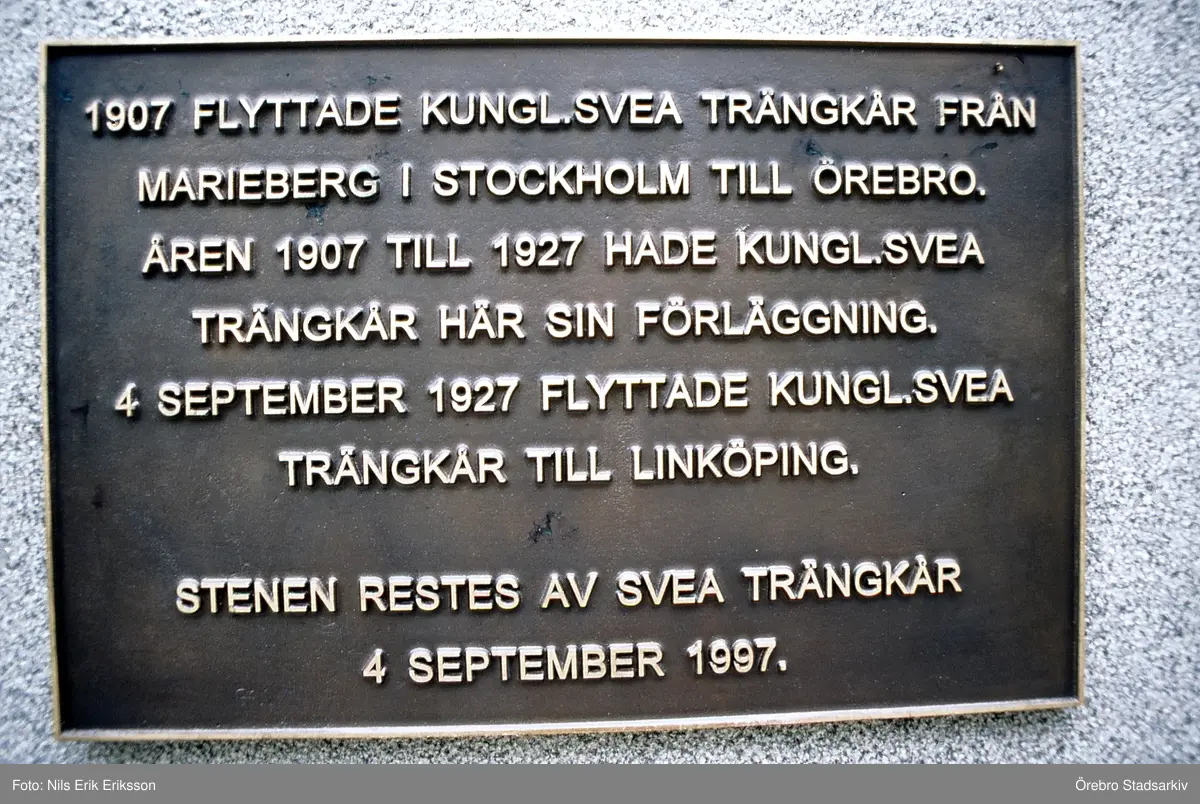 1907 FLYTTADE KUNGL.SVEA TRÄNGKÅR FRÅN
MARIEBERG I STOCKHOLM TILL ÖREBRO.
ÅREN 1907 TILL 1927 HADE KUNGL.SVEA
TRÄNGKÅR HÄR SIN FÖRLÄGGNING.
4 SEPTEMBER 1927 FLYTTADE KUNGL.SVEA
TRÄNGKÅR TILL LINKÖPING.
STENEN RESTES AV SVEA TRÄNGKÅR
4 SEPTEMBER 1997.
Foto: Nils Erik Eriksson
Örebro Stadsarkiv